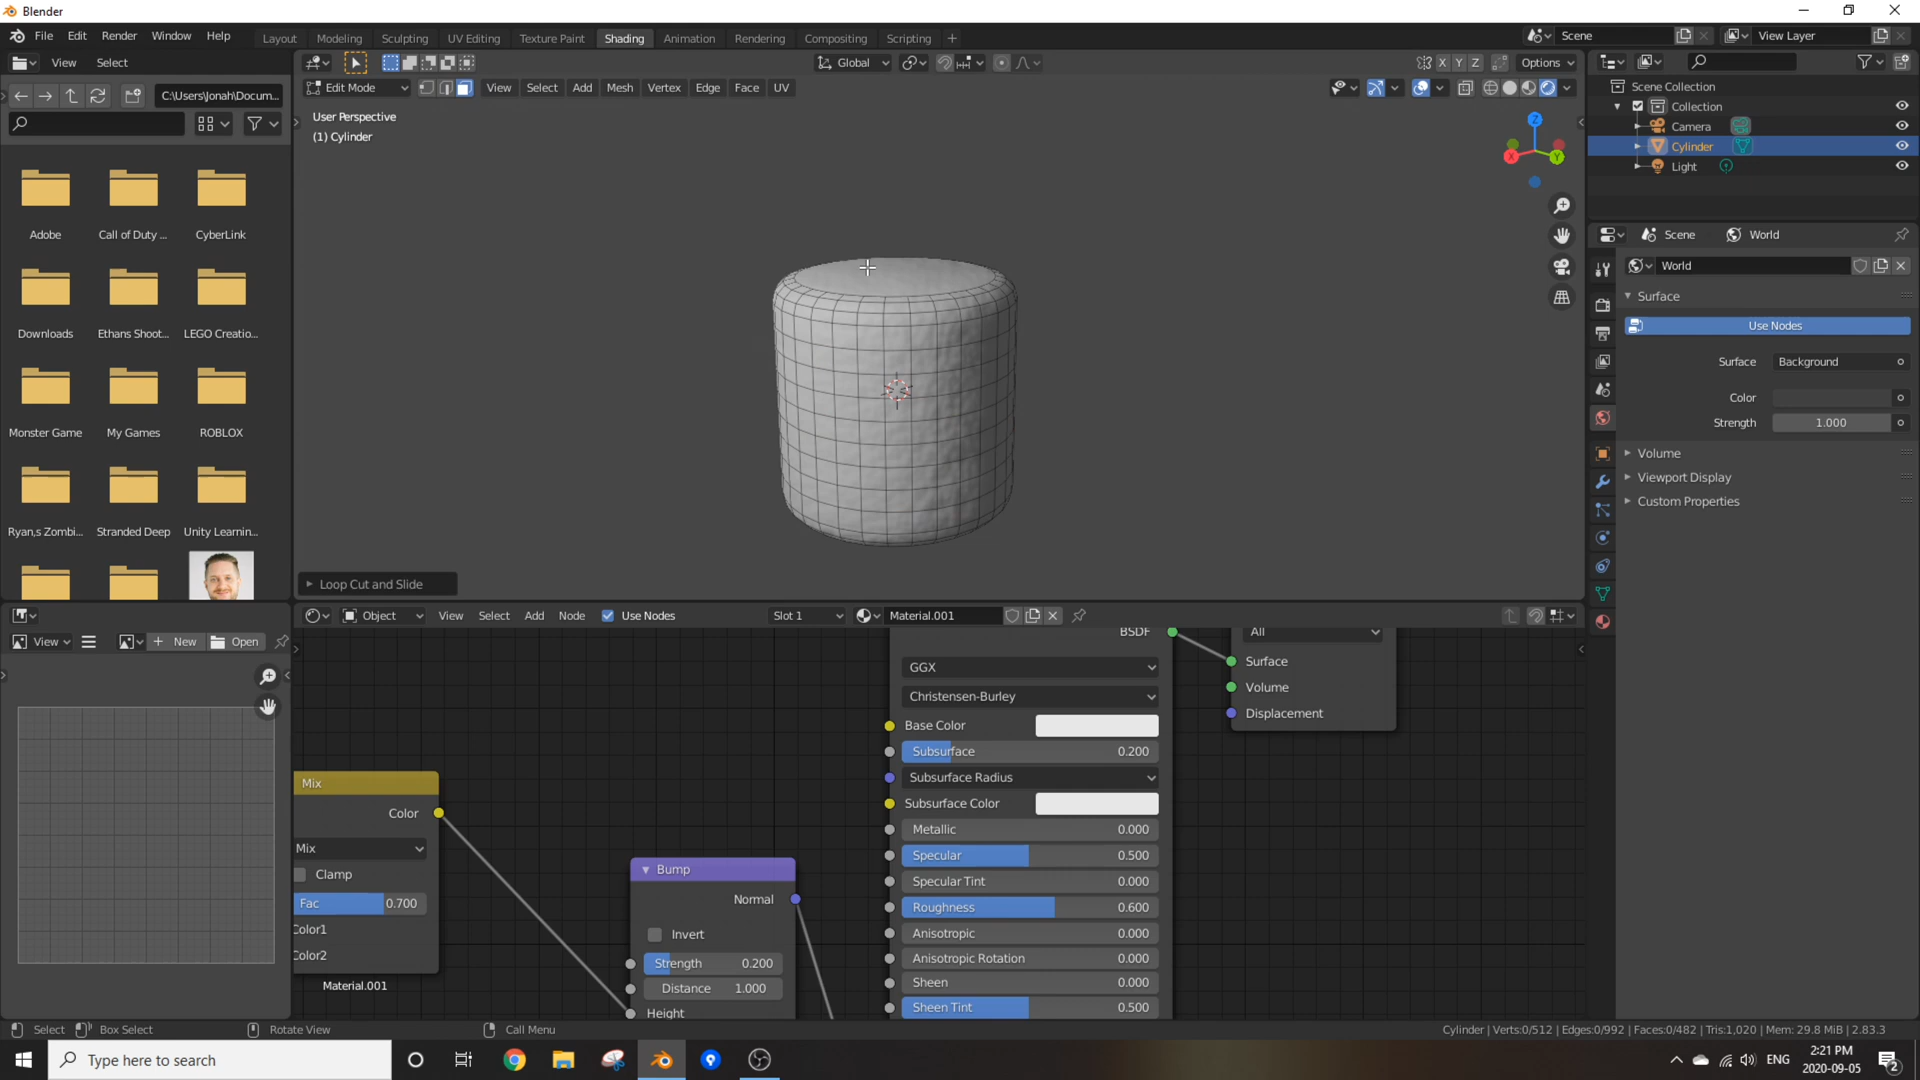 Blender
File Edit Render Window Help
Layout Modeling Sculpting UV Editing Texture Paint Shading Animation Rendering Compositing Scripting +
Scene View Layer
View Select
Global
X Y Z Options
C:\Users\Jonah\Docum...
Edit Mode View Select Add Mesh Vertex Edge Face UV
User Perspective
(1) Cylinder
Z
X Y
Scene Collection
Collection
Camera
Cylinder
Light
Adobe Call of Duty ... CyberLink
Downloads Ethans Shoot... LEGO Creatio...
Monster Game My Games ROBLOX
Ryan,s Zombi... Stranded Deep Unity Learnin...
Scene World
World
Surface
Use Nodes
Surface Background
Color
Strength 1.000
Volume
Viewport Display
Custom Properties
Loop Cut and Slide
Object View Select Add Node Use Nodes Slot 1 Material.001
View + New Open
Mix
Color
Mix
Clamp
Fac 0.700
Color1
Color2
Material.001
Bump
Normal
Invert
Strength 0.200
Distance 1.000
Height
BSDF
GGX
Christensen-Burley
Base Color
Subsurface 0.200
Subsurface Radius
Subsurface Color
Metallic 0.000
Specular 0.500
Specular Tint 0.000
Roughness 0.600
Anisotropic 0.000
Anisotropic Rotation 0.000
Sheen 0.000
Sheen Tint 0.500
All
Surface
Volume
Displacement
Select Box Select Rotate View Call Menu
Cylinder | Verts:0/512 | Edges:0/992 | Faces:0/482 | Tris:1,020 | Mem: 29.8 MiB | 2.83.3
Type here to search
ENG
2:21 PM
2020-09-05
2